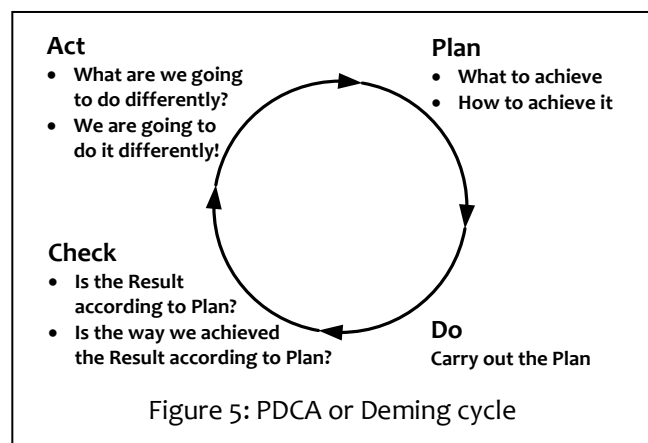 Act
• What are we going
to do differently?
• We are going to
do it differently!
Plan
• What to achieve
• How to achieve it
Check
• Is the Result
according to Plan?
• Is the way we achieved
the Result according to Plan?
Do
Carry out the Plan
Figure 5: PDCA or Deming cycle